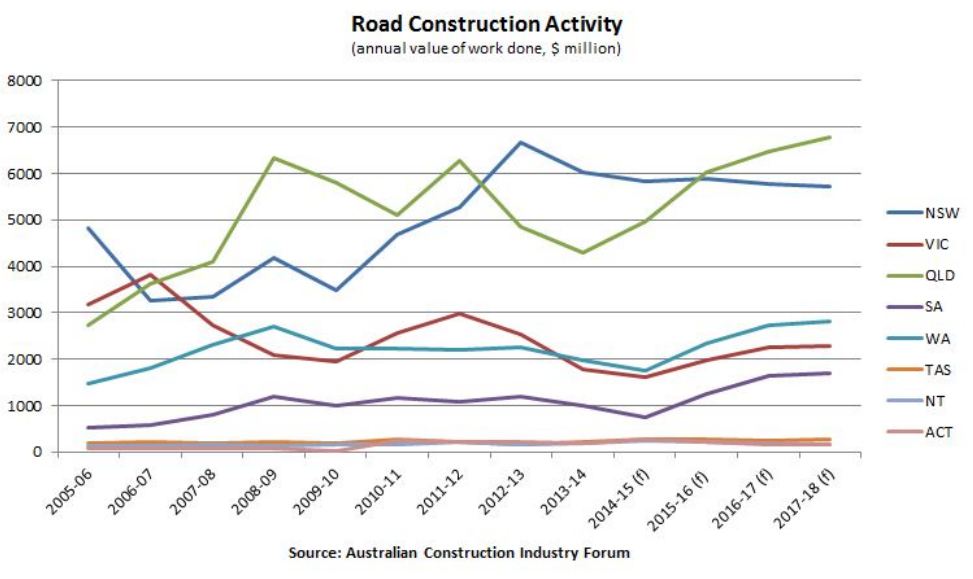 Road Construction Activity
(annual value of work done, $ million)
8000
7000
6000
5000
4000
3000
2000
1000
0
NSW
VIC
QLD
SA
WA
TAS
NT
ACT
2005-06
2006-07
2007-08
2008-09
2009-10
2010-11
2011-12
2012-13
2013-14
2014-15 (f)
2015-16 (f)
2016-17 (f)
2017-18 (f)
Source: Australian Construction Industry Forum